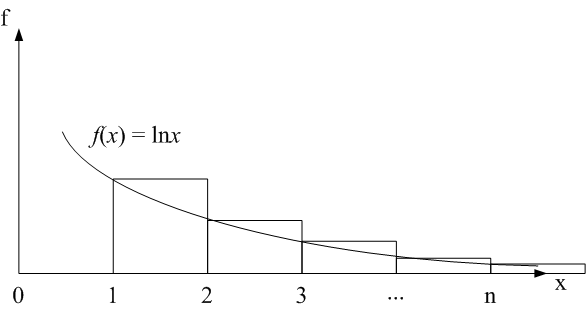 f
f(x) = lnx
0 1 2 3 ... n x